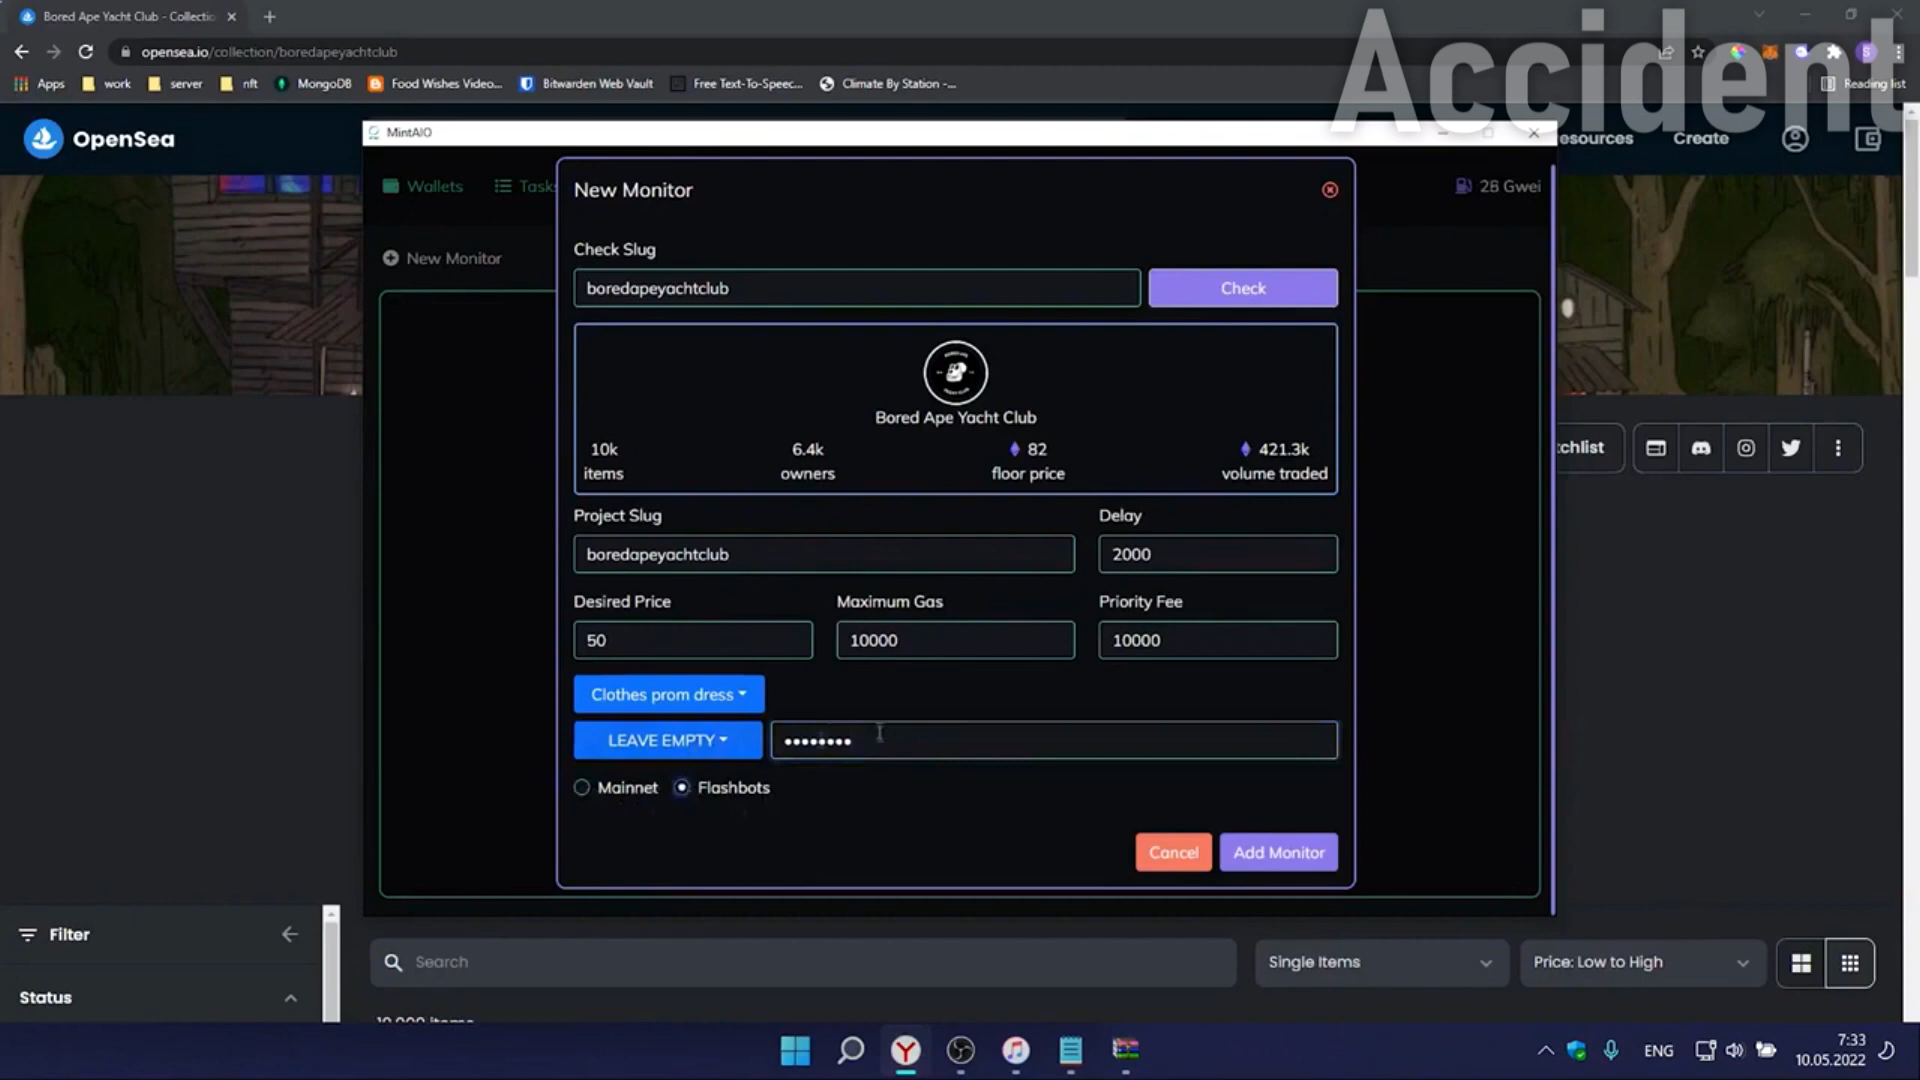 Bored Ape Yacht Club - Collectio
Accident
opensea.io/collection/boredapeyachtclub
Apps work server nft MongoDB Food Wishes Video... Bitwarden Web Vault Free Text-To-Speec... Climate By Station -... Reading list
OpenSea
MintAIO
esources Create
Wallets Tasks
28 Gwei
New Monitor
New Monitor
Check Slug
boredapeyachtclub Check
Bored Ape Yacht Club
10k 6.4k 82 421.3k
items owners floor price volume traded
tchlist
Project Slug Delay
boredapeyachtclub 2000
Desired Price Maximum Gas Priority Fee
50 10000 10000
Clothes prom dress
LEAVE EMPTY ••••••••
Mainnet Flashbots
Cancel Add Monitor
Filter
Search Single Items Price: Low to High
Status
10,000 items
ENG 7:33
10.05.2022